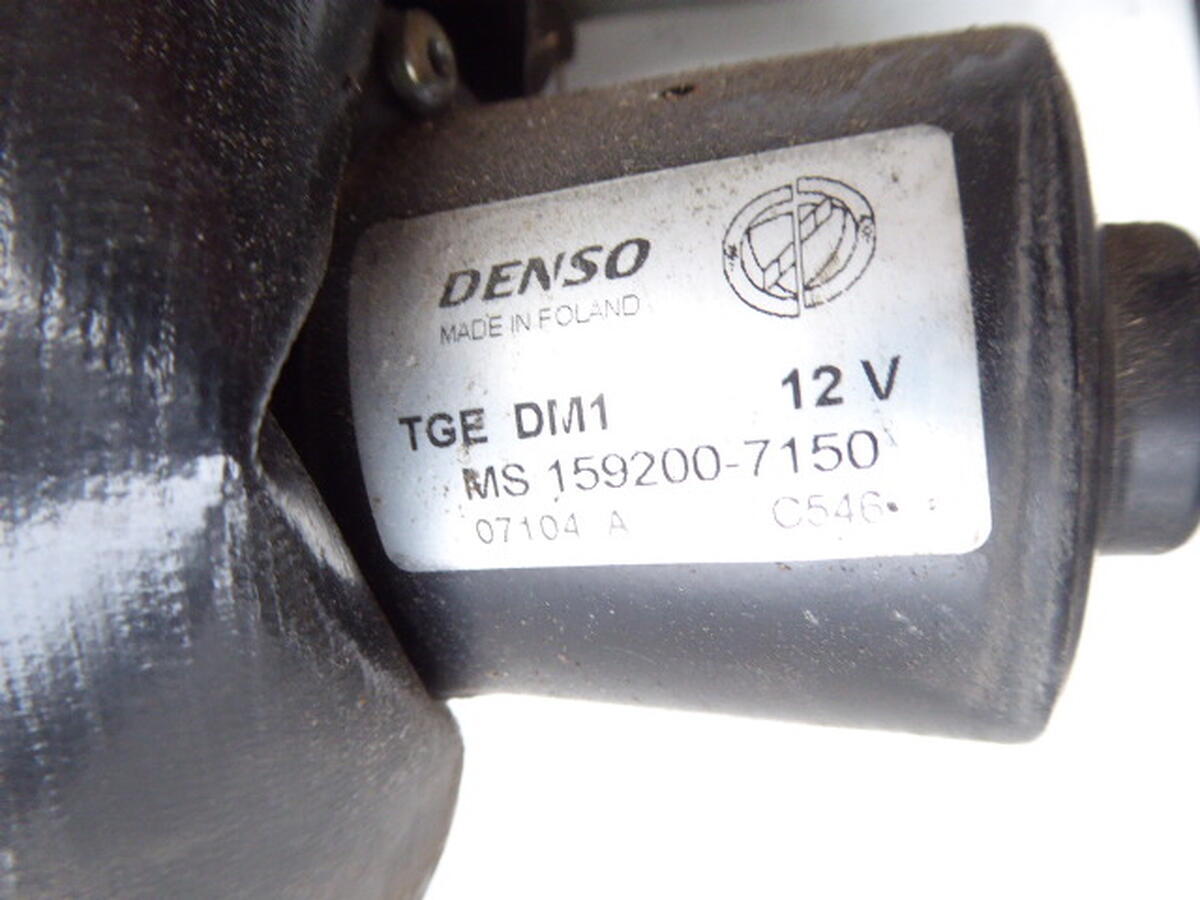 DENSO
MADE IN POLAND
TGE DM1 12 V
MS 159200-7150
07104 A C546